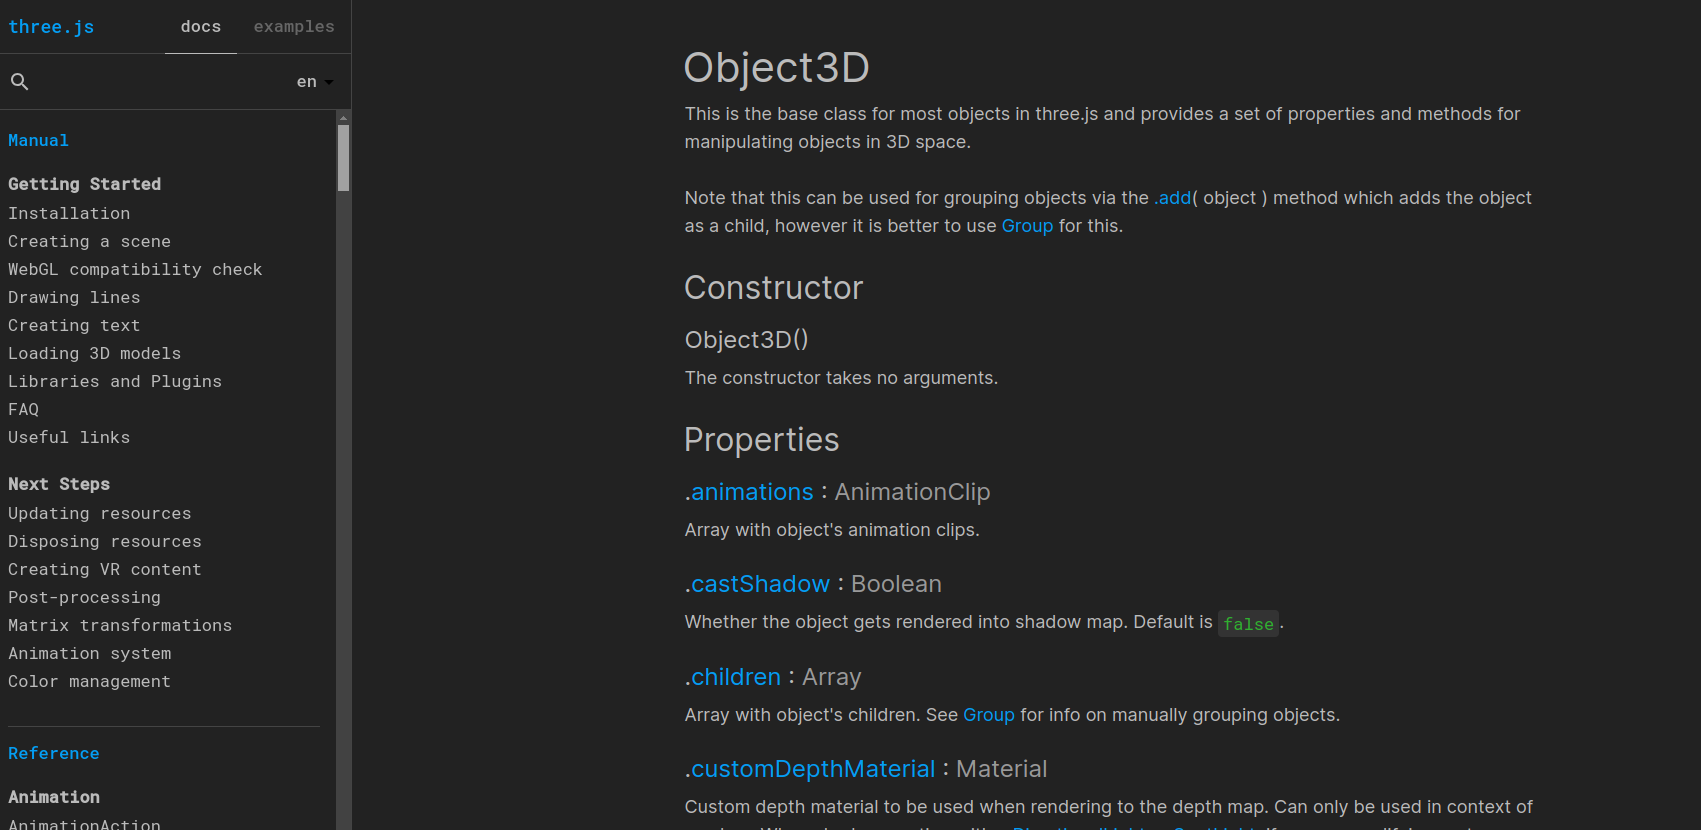 three.js docs examples
en
Manual
Getting Started
Installation
Creating a scene
WebGL compatibility check
Drawing lines
Creating text
Loading 3D models
Libraries and Plugins
FAQ
Useful links
Next Steps
Updating resources
Disposing resources
Creating VR content
Post-processing
Matrix transformations
Animation system
Color management
Reference
Animation
AnimationAction
Object3D
This is the base class for most objects in three.js and provides a set of properties and methods for
manipulating objects in 3D space.
Note that this can be used for grouping objects via the .add( object ) method which adds the object
as a child, however it is better to use Group for this.
Constructor
Object3D()
The constructor takes no arguments.
Properties
.animations : AnimationClip
Array with object's animation clips.
.castShadow : Boolean
Whether the object gets rendered into shadow map. Default is false.
.children : Array
Array with object's children. See Group for info on manually grouping objects.
.customDepthMaterial : Material
Custom depth material to be used when rendering to the depth map. Can only be used in context of